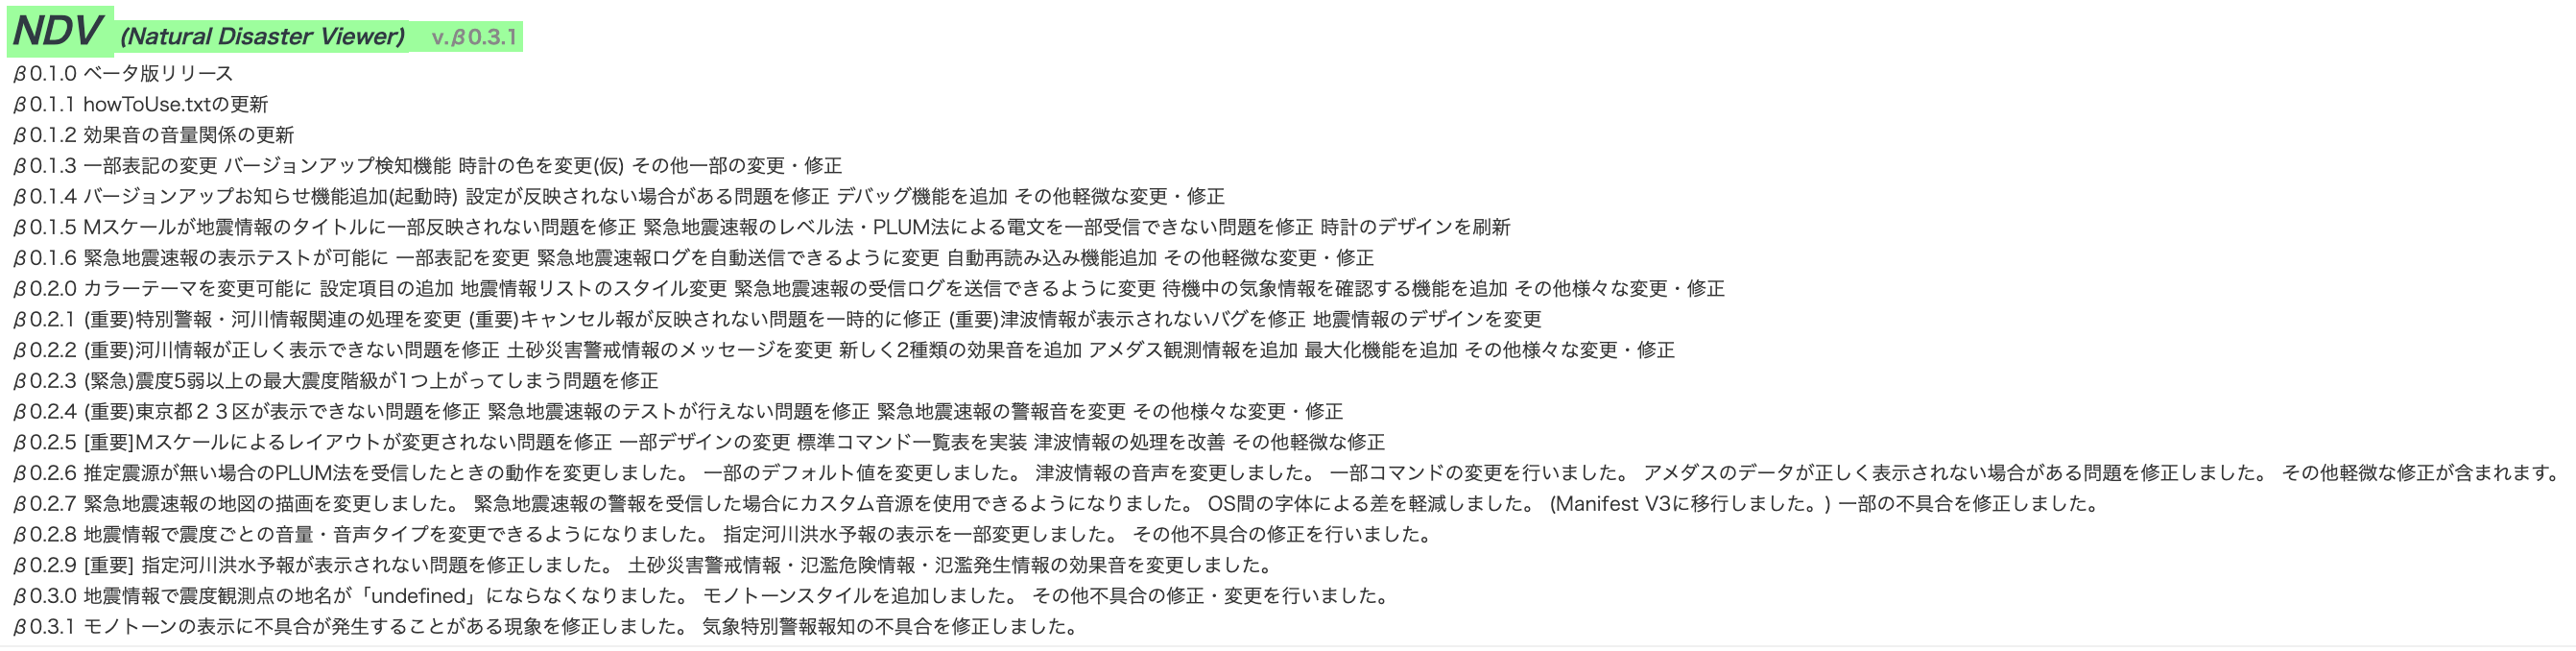 NDV (Natural Disaster Viewer) v.β0.3.1
β0.1.0 ベータ版リリース
β0.1.1 howToUse.txtの更新
β0.1.2 効果音の音量関係の更新
β0.1.3 一部表記の変更 バージョンアップ検知機能 時計の色を変更(仮) その他一部の変更・修正
β0.1.4 バージョンアップお知らせ機能追加(起動時) 設定が反映されない場合がある問題を修正 デバッグ機能を追加 その他軽微な変更・修正
β0.1.5 Mスケールが地震情報のタイトルに一部反映されない問題を修正 緊急地震速報のレベル法・PLUM法による電文を一部受信できない問題を修正 時計のデザインを刷新
β0.1.6 緊急地震速報の表示テストが可能に 一部表記を変更 緊急地震速報ログを自動送信できるように変更 自動再読み込み機能追加 その他軽微な変更・修正
β0.2.0 カラーテーマを変更可能に 設定項目の追加 地震情報リストのスタイル変更 緊急地震速報の受信ログを送信できるように変更 待機中の気象情報を確認する機能を追加 その他様々な変更・修正
β0.2.1 (重要)特別警報・河川情報関連の処理を変更 (重要)キャンセル報が反映されない問題を一時的に修正 (重要)津波情報が表示されないバグを修正 地震情報のデザインを変更
β0.2.2 (重要)河川情報が正しく表示できない問題を修正 土砂災害警戒情報のメッセージを変更 新しく2種類の効果音を追加 アメダス観測情報を追加 最大化機能を追加 その他様々な変更・修正
β0.2.3 (緊急)震度5弱以上の最大震度階級が1つ上がってしまう問題を修正
β0.2.4 (重要)東京都２３区が表示できない問題を修正 緊急地震速報のテストが行えない問題を修正 緊急地震速報の警報音を変更 その他様々な変更・修正
β0.2.5 [重要]Mスケールによるレイアウトが変更されない問題を修正 一部デザインの変更 標準コマンド一覧表を実装 津波情報の処理を改善 その他軽微な修正
β0.2.6 推定震源が無い場合のPLUM法を受信したときの動作を変更しました。 一部のデフォルト値を変更しました。 津波情報の音声を変更しました。 一部コマンドの変更を行いました。 アメダスのデータが正しく表示されない場合がある問題を修正しました。 その他軽微な修正が含まれます。
β0.2.7 緊急地震速報の地図の描画を変更しました。 緊急地震速報の警報を受信した場合にカスタム音源を使用できるようになりました。 OS間の字体による差を軽減しました。 (Manifest V3に移行しました。) 一部の不具合を修正しました。
β0.2.8 地震情報で震度ごとの音量・音声タイプを変更できるようになりました。 指定河川洪水予報の表示を一部変更しました。 その他不具合の修正を行いました。
β0.2.9 [重要] 指定河川洪水予報が表示されない問題を修正しました。 土砂災害警戒情報・氾濫危険情報・氾濫発生情報の効果音を変更しました。
β0.3.0 地震情報で震度観測点の地名が「undefined」にならなくなりました。 モノトーンスタイルを追加しました。 その他不具合の修正・変更を行いました。
β0.3.1 モノトーンの表示に不具合が発生することがある現象を修正しました。 気象特別警報報知の不具合を修正しました。